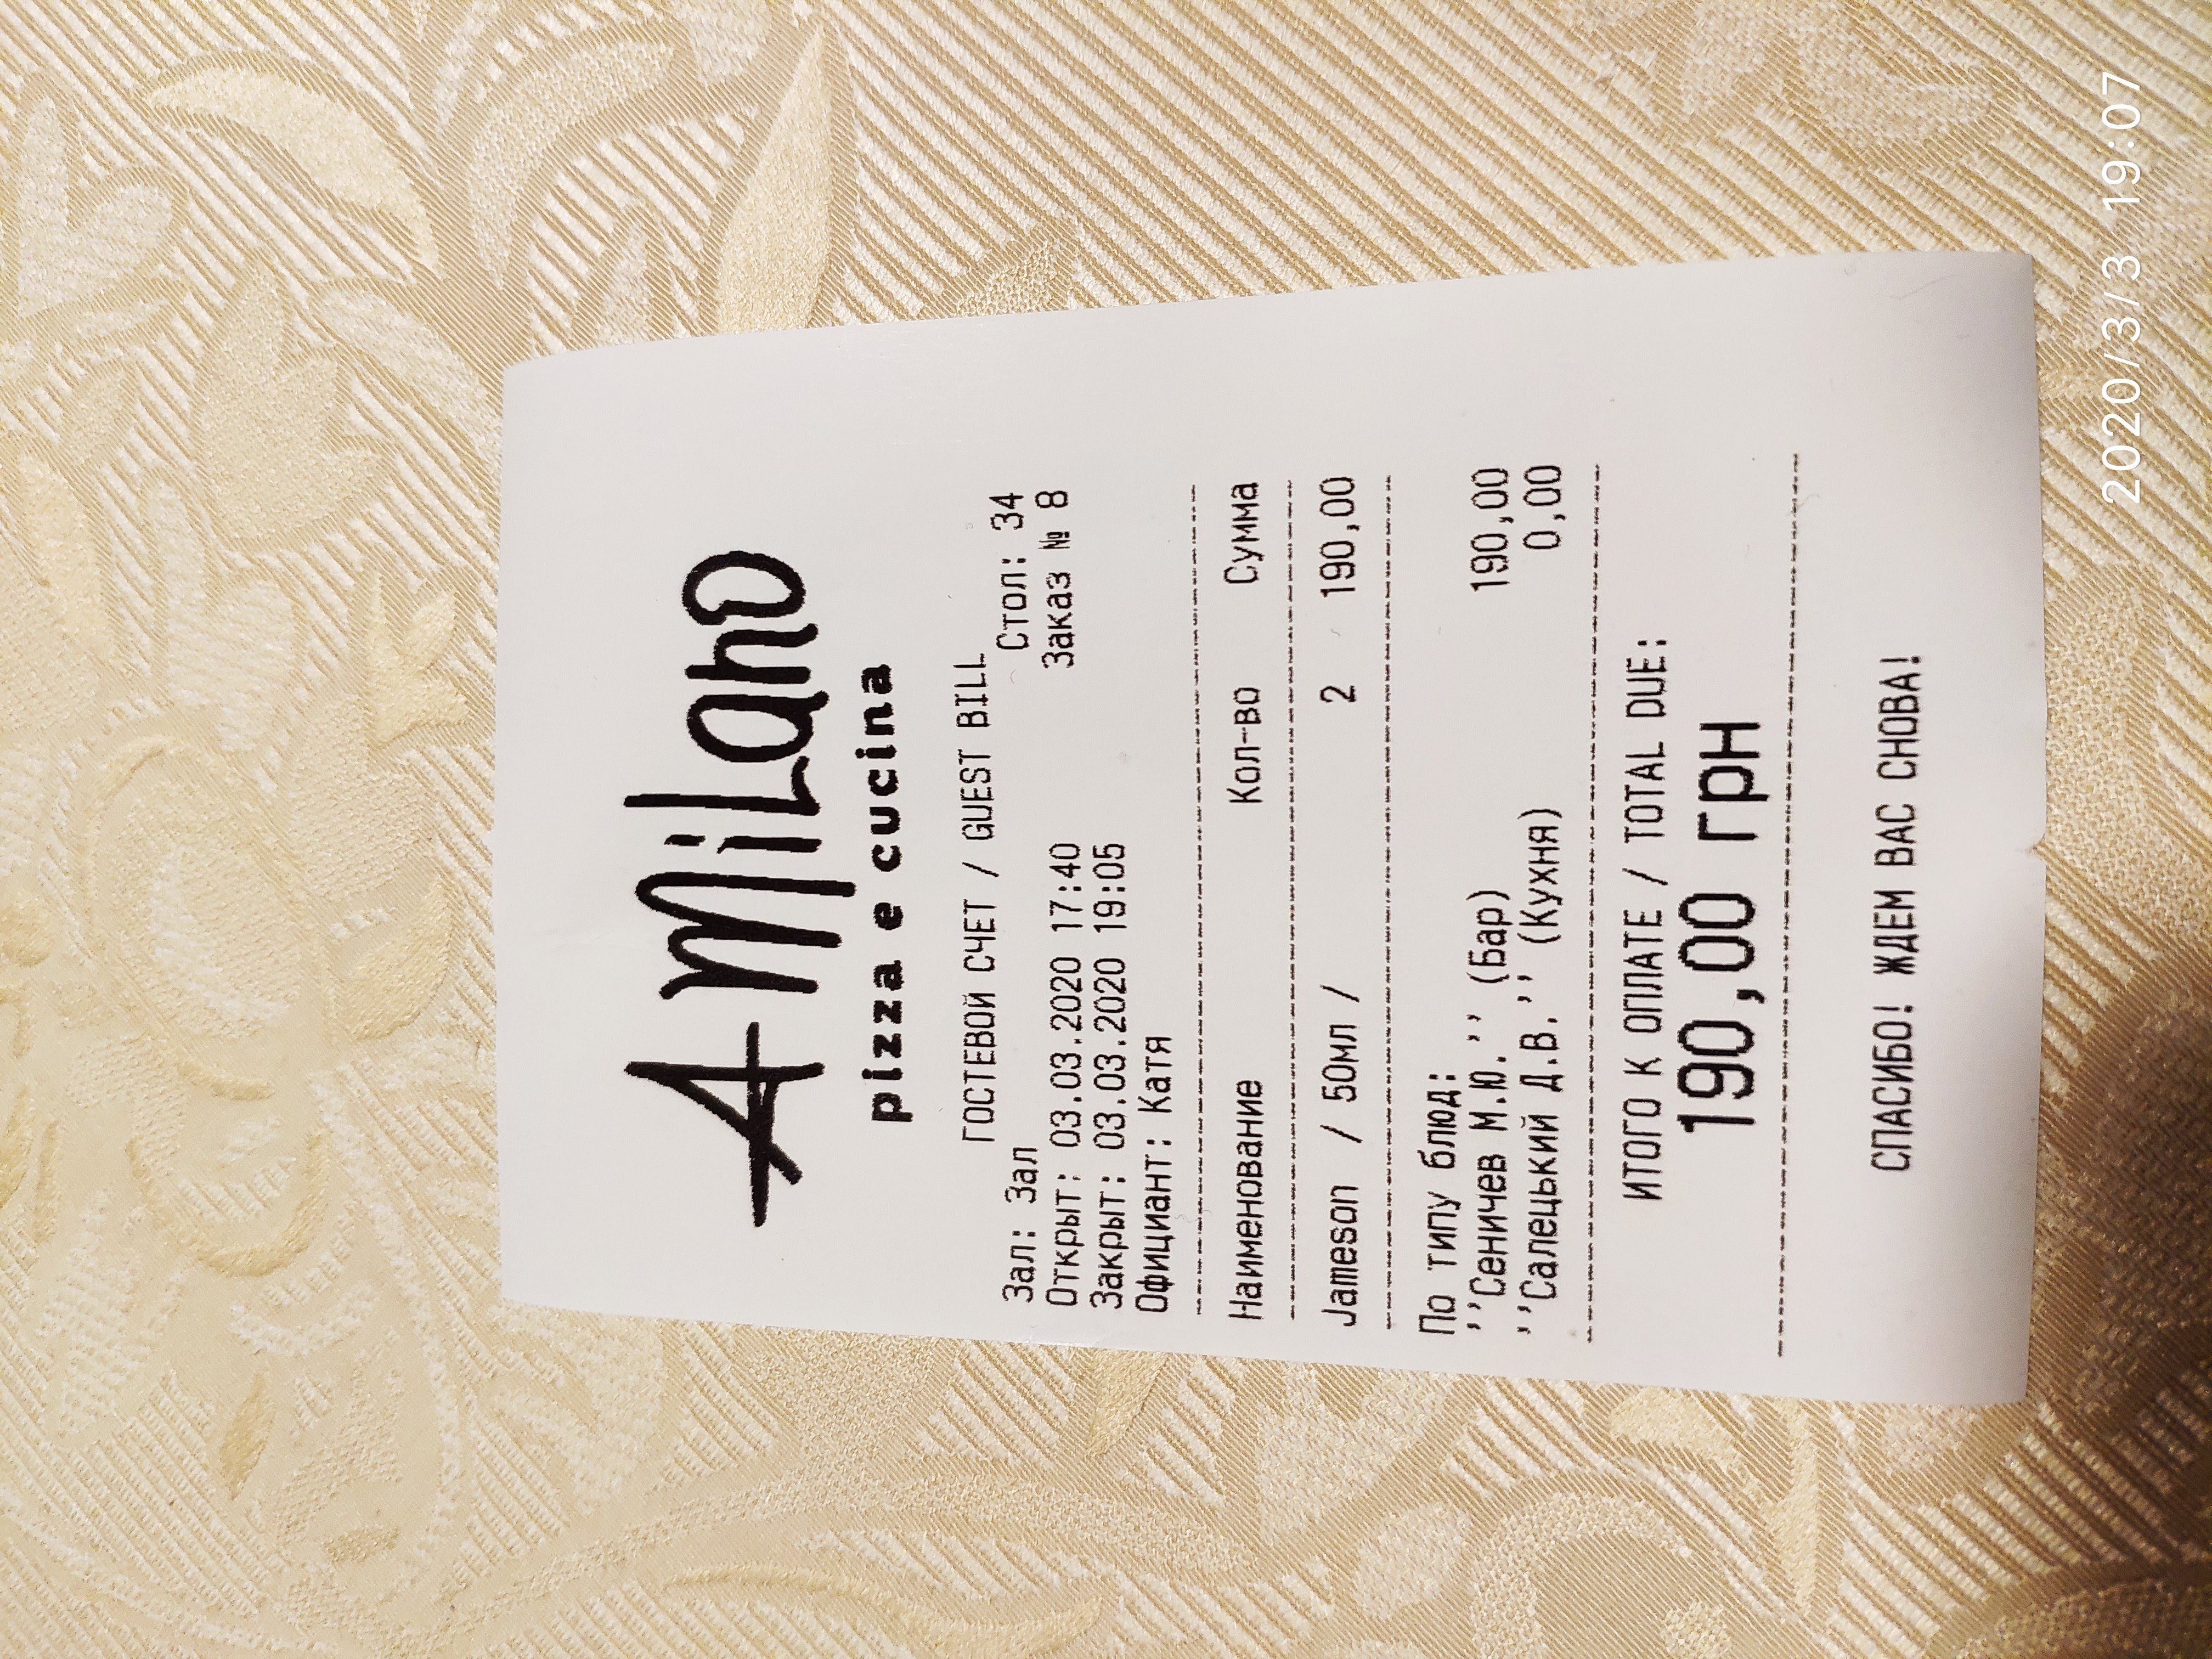 A Milano
pizza e cucina
ГОСТЕВОЙ СЧЕТ / GUEST BILL
Зал: Зал Стол: 34
Открыт: 03.03.2020 17:40 Заказ № 8
Закрыт: 03.03.2020 19:05
Официант: Катя
Наименование Кол-во Сумма
Jameson / 50мл / 2 190,00
По типу блюд:
''Сеничев М.Ю.'' (Бар) 190,00
''Салецький Д.В.'' (Кухня) 0,00
ИТОГО К ОПЛАТЕ / TOTAL DUE:
190,00 грн
СПАСИБО! ЖДЕМ ВАС СНОВА!
2020/3/3 19:07